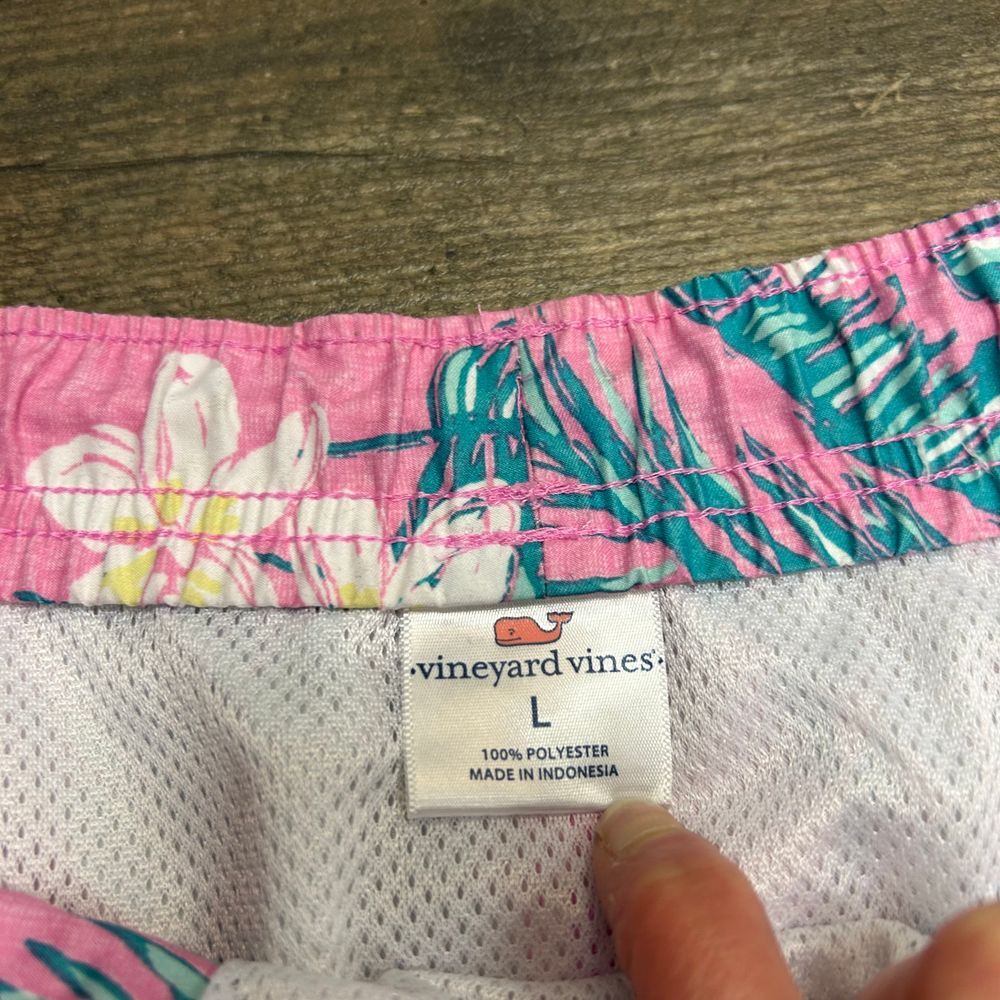 ·vineyard vines®·
L
100% POLYESTER
MADE IN INDONESIA